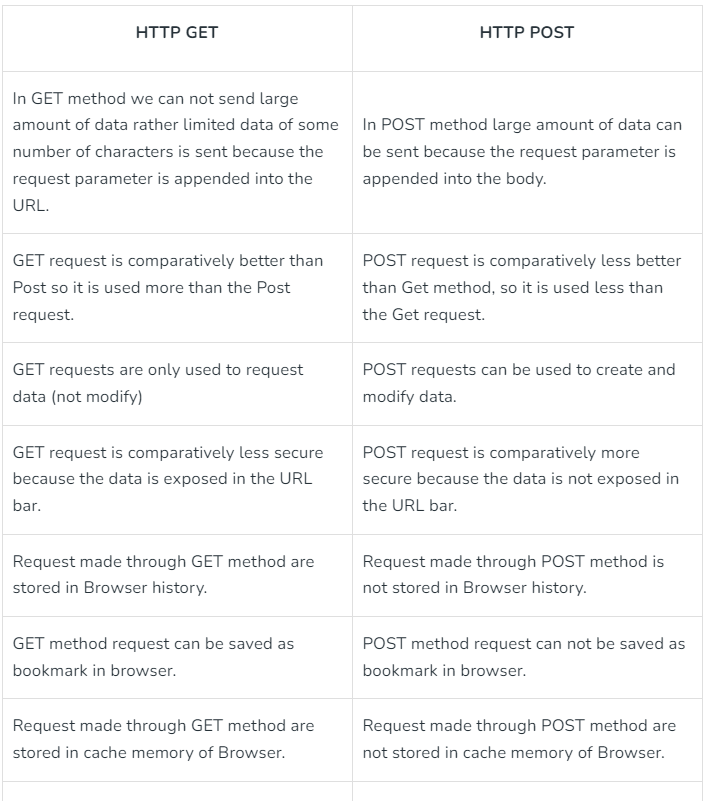 HTTP GET
HTTP POST
In GET method we can not send large
amount of data rather limited data of some
number of characters is sent because the
request parameter is appended into the
URL.
In POST method large amount of data can
be sent because the request parameter is
appended into the body.
GET request is comparatively better than
Post so it is used more than the Post
request.
POST request is comparatively less better
than Get method, so it is used less than
the Get request.
GET requests are only used to request
data (not modify)
POST requests can be used to create and
modify data.
GET request is comparatively less secure
because the data is exposed in the URL
bar.
POST request is comparatively more
secure because the data is not exposed in
the URL bar.
Request made through GET method are
stored in Browser history.
Request made through POST method is
not stored in Browser history.
GET method request can be saved as
bookmark in browser.
POST method request can not be saved as
bookmark in browser.
Request made through GET method are
stored in cache memory of Browser.
Request made through POST method are
not stored in cache memory of Browser.